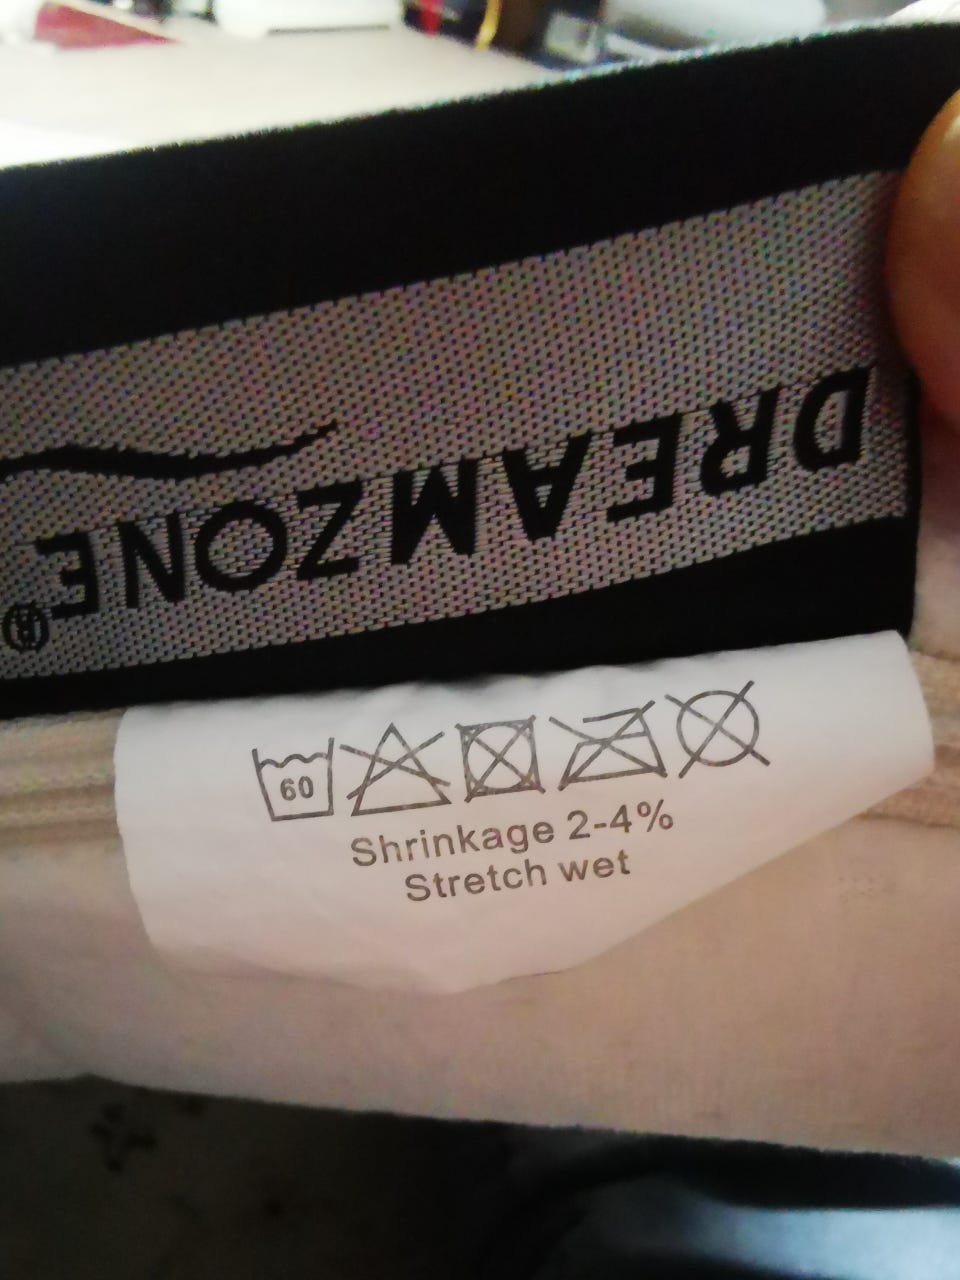 DREAMZONE®
60
Shrinkage 2-4%
Stretch wet